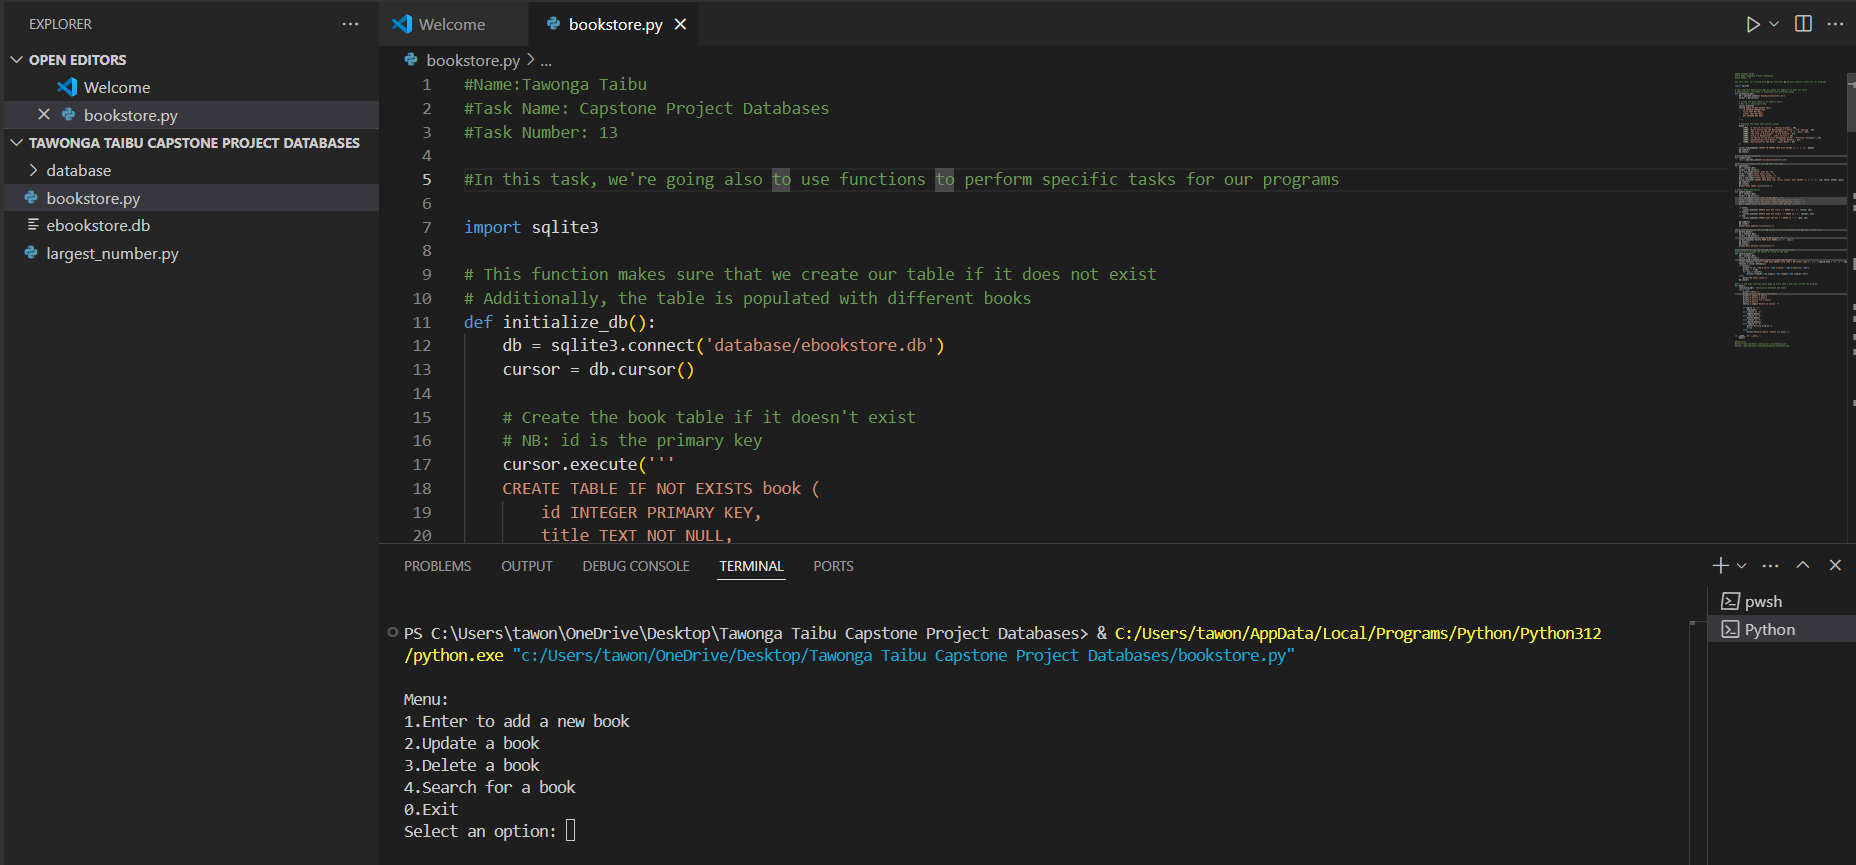 EXPLORER
OPEN EDITORS
Welcome
bookstore.py
TAWONGA TAIBU CAPSTONE PROJECT DATABASES
database
bookstore.py
ebookstore.db
largest_number.py
Welcome
bookstore.py
bookstore.py > ...
1 #Name:Tawonga Taibu
2 #Task Name: Capstone Project Databases
3 #Task Number: 13
4
5 #In this task, we're going also to use functions to perform specific tasks for our programs
6
7 import sqlite3
8
9 # This function makes sure that we create our table if it does not exist
10 # Additionally, the table is populated with different books
11 def initialize_db():
12 db = sqlite3.connect('database/ebookstore.db')
13 cursor = db.cursor()
14
15 # Create the book table if it doesn't exist
16 # NB: id is the primary key
17 cursor.execute('''
18 CREATE TABLE IF NOT EXISTS book (
19 id INTEGER PRIMARY KEY,
20 title TEXT NOT NULL,
PROBLEMS OUTPUT DEBUG CONSOLE TERMINAL PORTS
PS C:\Users\tawon\OneDrive\Desktop\Tawonga Taibu Capstone Project Databases> & C:/Users/tawon/AppData/Local/Programs/Python/Python312
/python.exe "c:/Users/tawon/OneDrive/Desktop/Tawonga Taibu Capstone Project Databases/bookstore.py"
Menu:
1.Enter to add a new book
2.Update a book
3.Delete a book
4.Search for a book
0.Exit
Select an option:
pwsh
Python